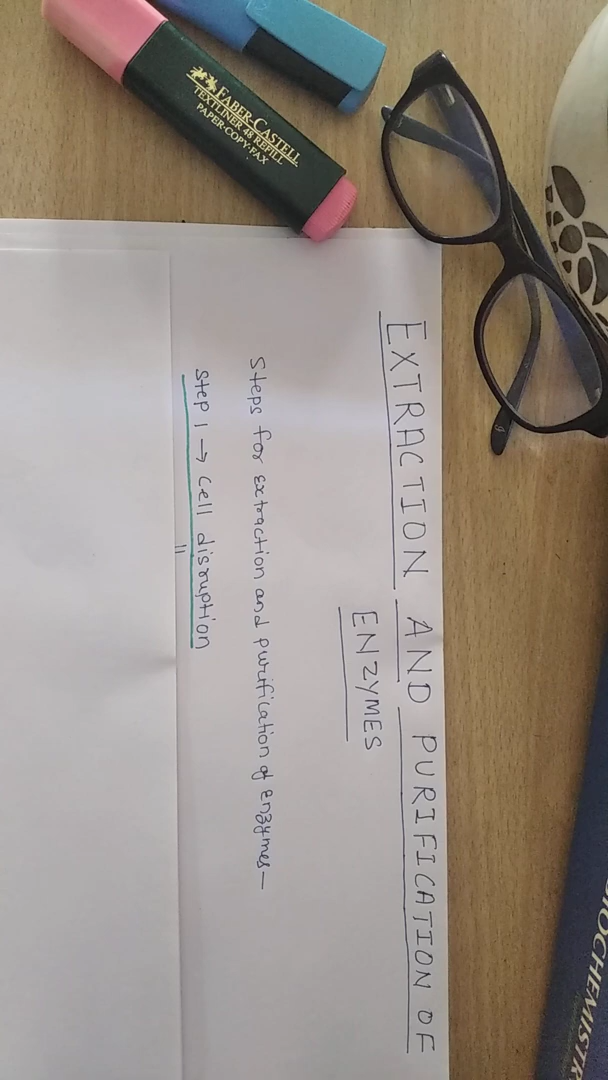 EXTRACTION AND PURIFICATION OF
ENZYMES
Steps for Extraction and purification of Enzymes—
Step 1 → Cell disruption
FABER-CASTELL
TEXTLINER 48 REFILL
PAPER·COPY·FAX